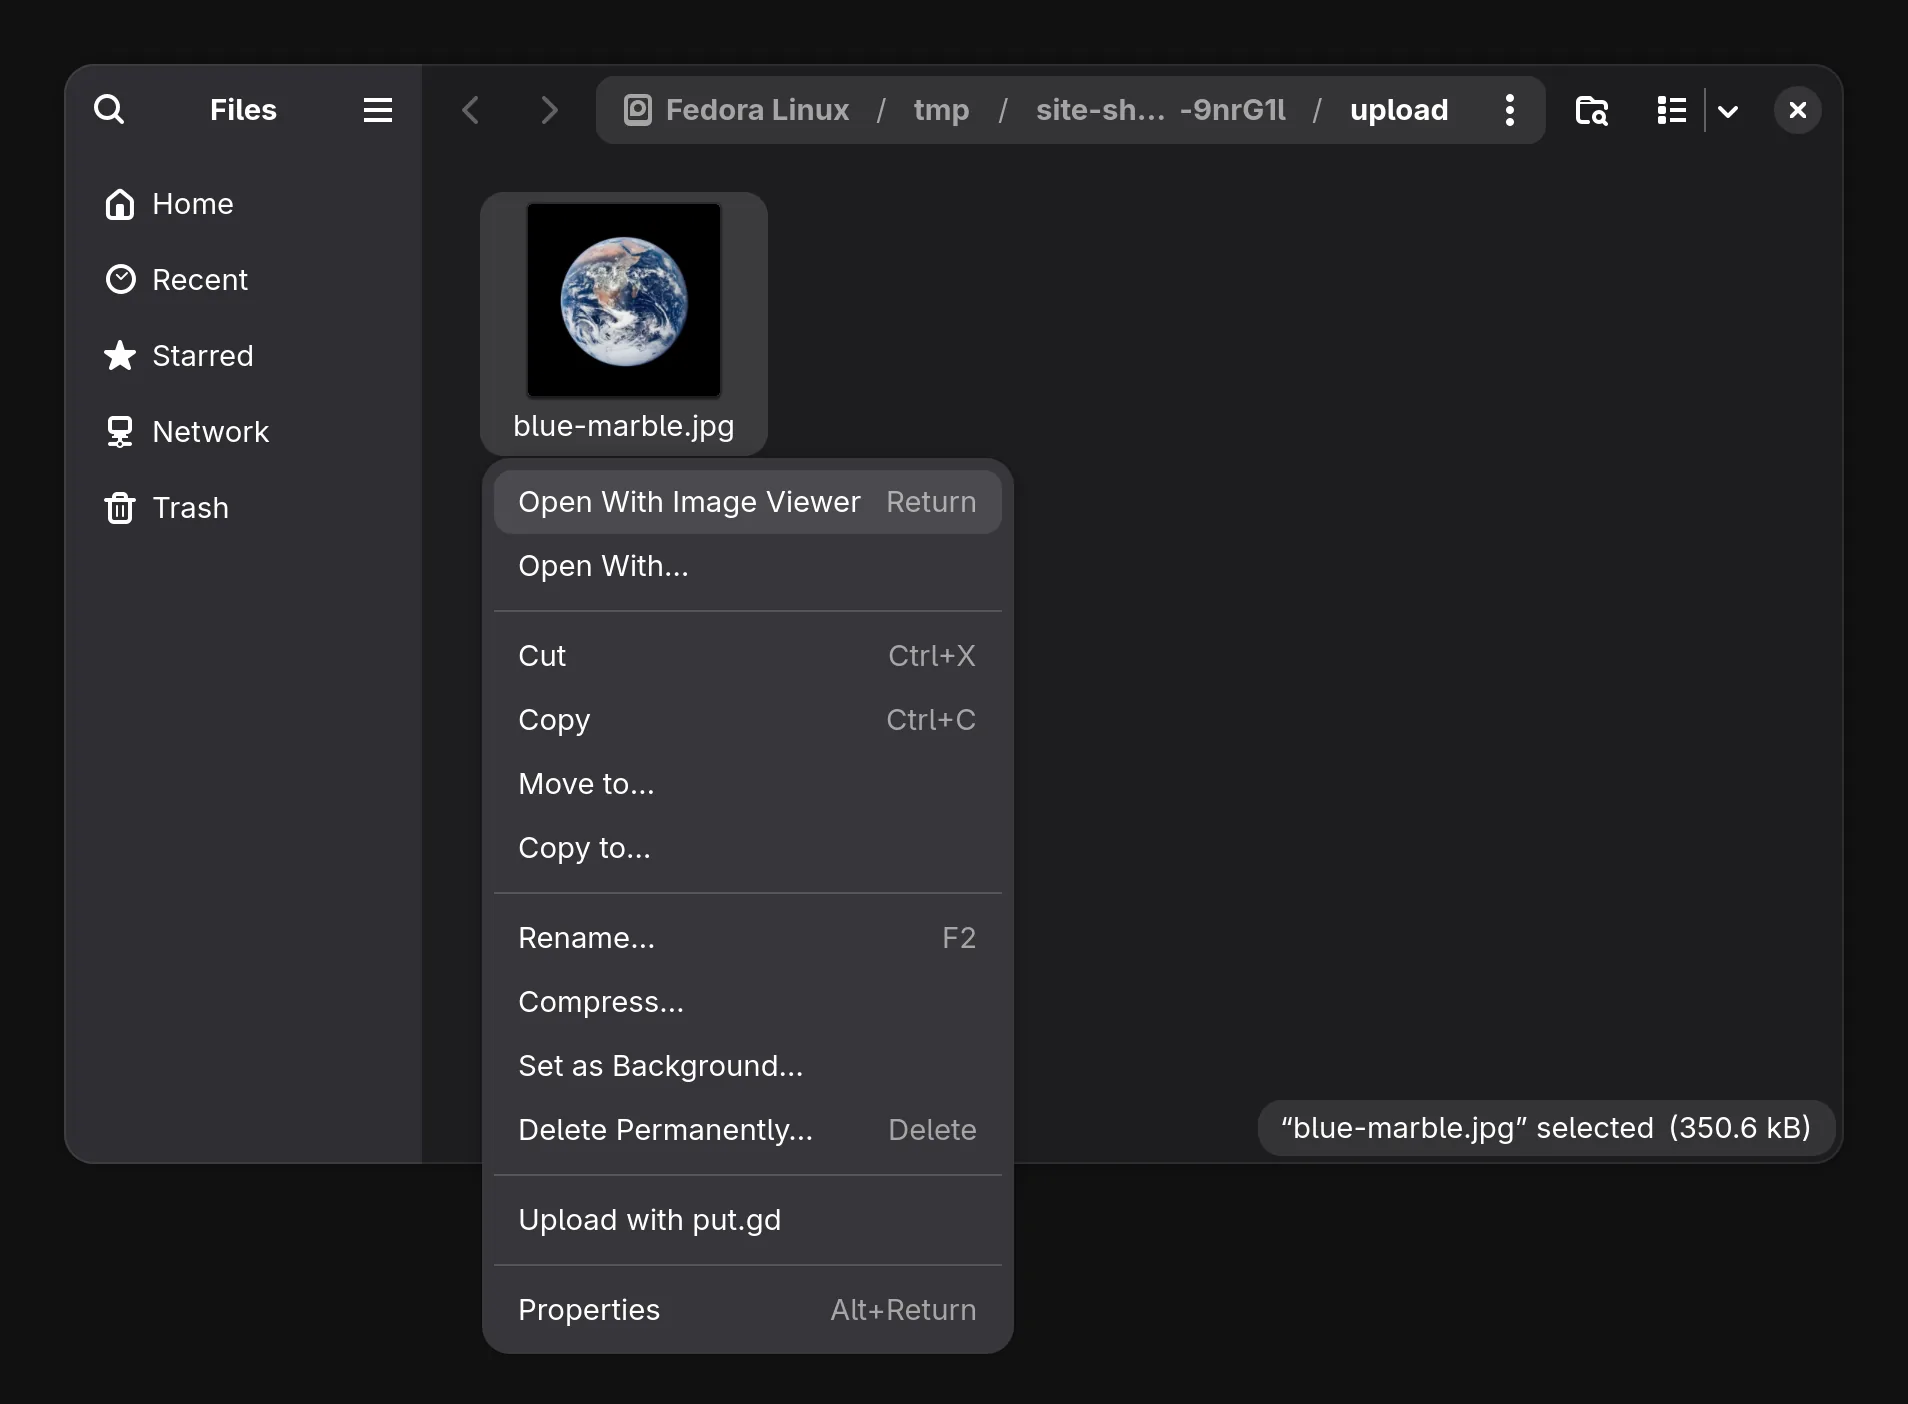 Files
Fedora Linux / tmp / site-sh... -9nrG1l / upload
Home
Recent
Starred
Network
Trash
blue-marble.jpg
Open With Image Viewer Return
Open With...
Cut Ctrl+X
Copy Ctrl+C
Move to...
Copy to...
Rename... F2
Compress...
Set as Background...
Delete Permanently... Delete
Upload with put.gd
Properties Alt+Return
“blue-marble.jpg” selected (350.6 kB)